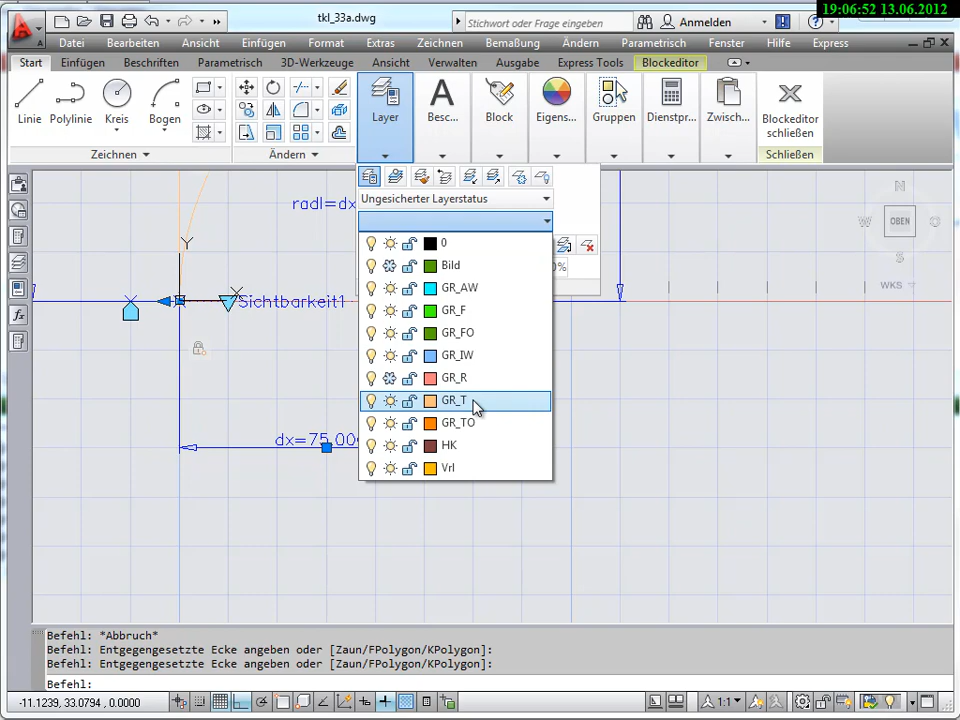 19:06:52 13.06.2012
tkl_33a.dwg
Stichwort oder Frage eingeben
Anmelden
Datei Bearbeiten Ansicht Einfügen Format Extras Zeichnen Bemaßung Ändern Parametrisch Fenster Hilfe Express
Start Einfügen Beschriften Parametrisch 3D-Werkzeuge Ansicht Verwalten Ausgabe Express Tools Blockeditor
Linie Polylinie Kreis Bogen Layer Besc... Block Eigens... Gruppen Dienstpr... Zwisch... Blockeditor schließen
Zeichnen Ändern Schließen
Ungesicherter Layerstatus
radl=dx
0
Bild
GR_AW
GR_F
GR_FO
GR_IW
GR_R
GR_T
GR_TO
HK
Vrl
N
W OBEN O
S
WKS
Y
Sichtbarkeit1
dx=75.00
Befehl: *Abbruch*
Befehl: Entgegengesetzte Ecke angeben oder [Zaun/FPolygon/KPolygon]:
Befehl: Entgegengesetzte Ecke angeben oder [Zaun/FPolygon/KPolygon]:
Befehl:
-11.1239, 33.0794, 0.0000
1:1